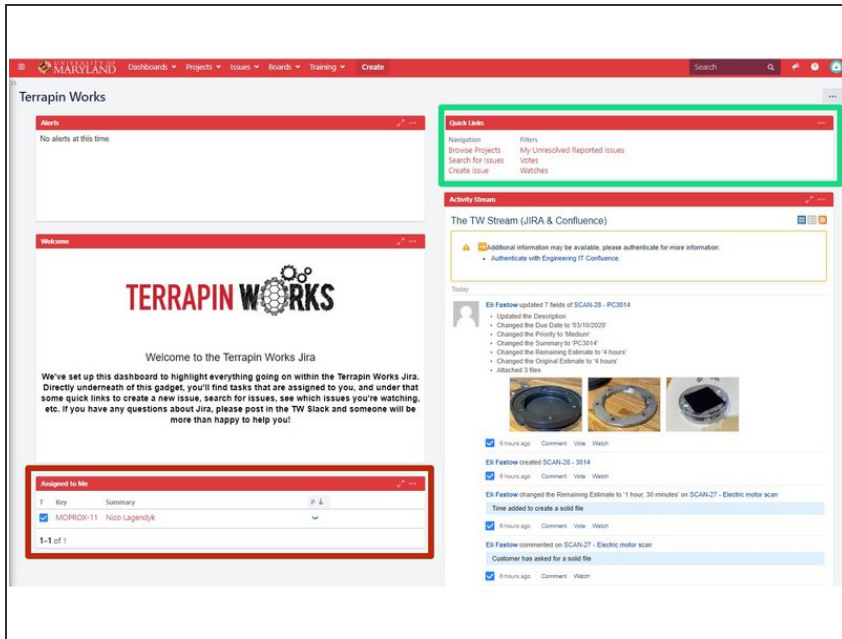 UNIVERSITY OF
MARYLAND
Dashboards Projects Issues Boards Training Create
Search
Terrapin Works
Alerts
No alerts at this time.
Welcome
TERRAPIN WORKS
Welcome to the Terrapin Works Jira
We've set up this dashboard to highlight everything going on within the Terrapin Works Jira.
Directly underneath of this gadget, you'll find tasks that are assigned to you, and under that
some quick links to create a new issue, search for issues, see which issues you're watching,
etc. If you have any questions about Jira, please post in the TW Slack and someone will be
more than happy to help you!
Assigned to Me
T Key Summary P ↓
MOPROX-11 Nico Lagendyk
1–1 of 1
Quick Links
Navigation Filters
Browse Projects My Unresolved Reported Issues
Search for Issues Votes
Create Issue Watches
Activity Stream
The TW Stream (JIRA & Confluence)
Additional information may be available, please authenticate for more information:
• Authenticate with Engineering IT Confluence.
Today
Eli Fastow updated 7 fields of SCAN-28 - PC3014
• Updated the Description
• Changed the Due Date to '03/10/2020'
• Changed the Priority to 'Medium'
• Changed the Summary to 'PC3014'
• Changed the Remaining Estimate to '4 hours'
• Changed the Original Estimate to '4 hours'
• Attached 3 files
6 hours ago Comment Vote Watch
Eli Fastow created SCAN-28 - 3014
6 hours ago Comment Vote Watch
Eli Fastow changed the Remaining Estimate to '1 hour, 30 minutes' on SCAN-27 - Electric motor scan
Time added to create a solid file
6 hours ago Comment Vote Watch
Eli Fastow commented on SCAN-27 - Electric motor scan
Customer has asked for a solid file
6 hours ago Comment Vote Watch